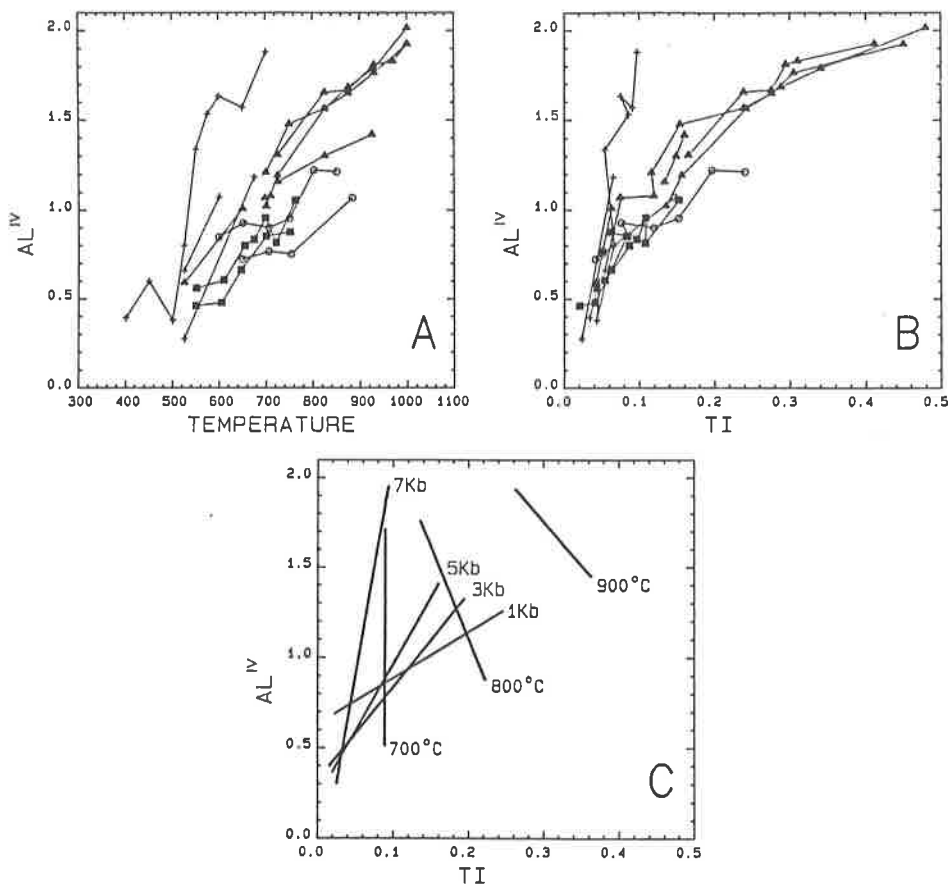 2.0
1.5
1.0
0.5
0.0
AL^IV
300 400 500 600 700 800 900 1000 1100
TEMPERATURE
A
2.0
1.5
1.0
0.5
0.0
AL^IV
0.0 0.1 0.2 0.3 0.4 0.5
TI
B
2.0
1.5
1.0
0.5
0.0
AL^IV
7Kb
5Kb
3Kb
1Kb
900°C
800°C
700°C
0.0 0.1 0.2 0.3 0.4 0.5
TI
C